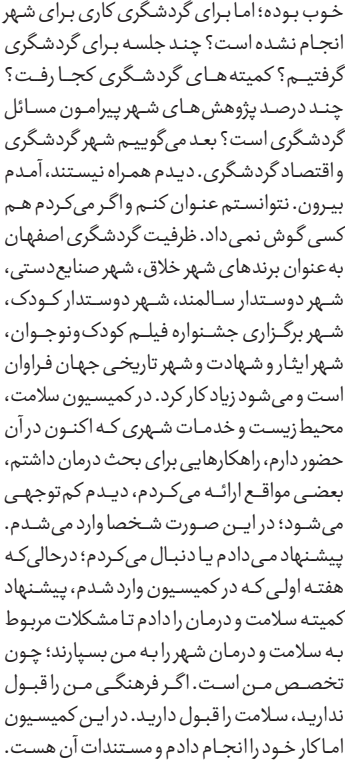 خوب بوده؛ اما برای گردشگری کاری برای شهر
انجام نشده است؟ چند جلسه برای گردشگری
گرفتیم؟ کمیته‌های گردشگری کجا رفت؟
چند درصد پژوهش‌های شهر پیرامون مسائل
گردشگری است؟ بعد می‌گوییم شهر گردشگری
و اقتصاد گردشگری. دیدم همراه نیستند، آمدم
بیرون. نتوانستم عنوان کنم و اگر می‌کردم هم
کسی گوش نمی‌داد. ظرفیت گردشگری اصفهان
به عنوان برندهای شهر خلاق، شهر صنایع‌دستی،
شهر دوستدار سالمند، شهر دوستدار کودک،
شهر برگزاری جشنواره فیلم کودک‌ونوجوان،
شهر ایثار و شهادت و شهر تاریخی جهان فراوان
است و می‌شود زیاد کار کرد. در کمیسیون سلامت،
محیط زیست و خدمات شهری که اکنون در آن
حضور دارم، راهکارهایی برای بحث درمان داشتم،
بعضی مواقع ارائه می‌کردم، دیدم کم توجهی
می‌شود؛ در این صورت شخصا وارد می‌شدم.
پیشنهاد می‌دادم یا دنبال می‌کردم؛ درحالی‌که
هفته اولی که در کمیسیون وارد شدم، پیشنهاد
کمیته سلامت و درمان را دادم تا مشکلات مربوط
به سلامت و درمان شهر را به من بسپارند؛ چون
تخصص من است. اگر فرهنگی من را قبول
ندارید، سلامت را قبول دارید. در این کمیسیون
اما کار خود را انجام دادم و مستندات آن هست.